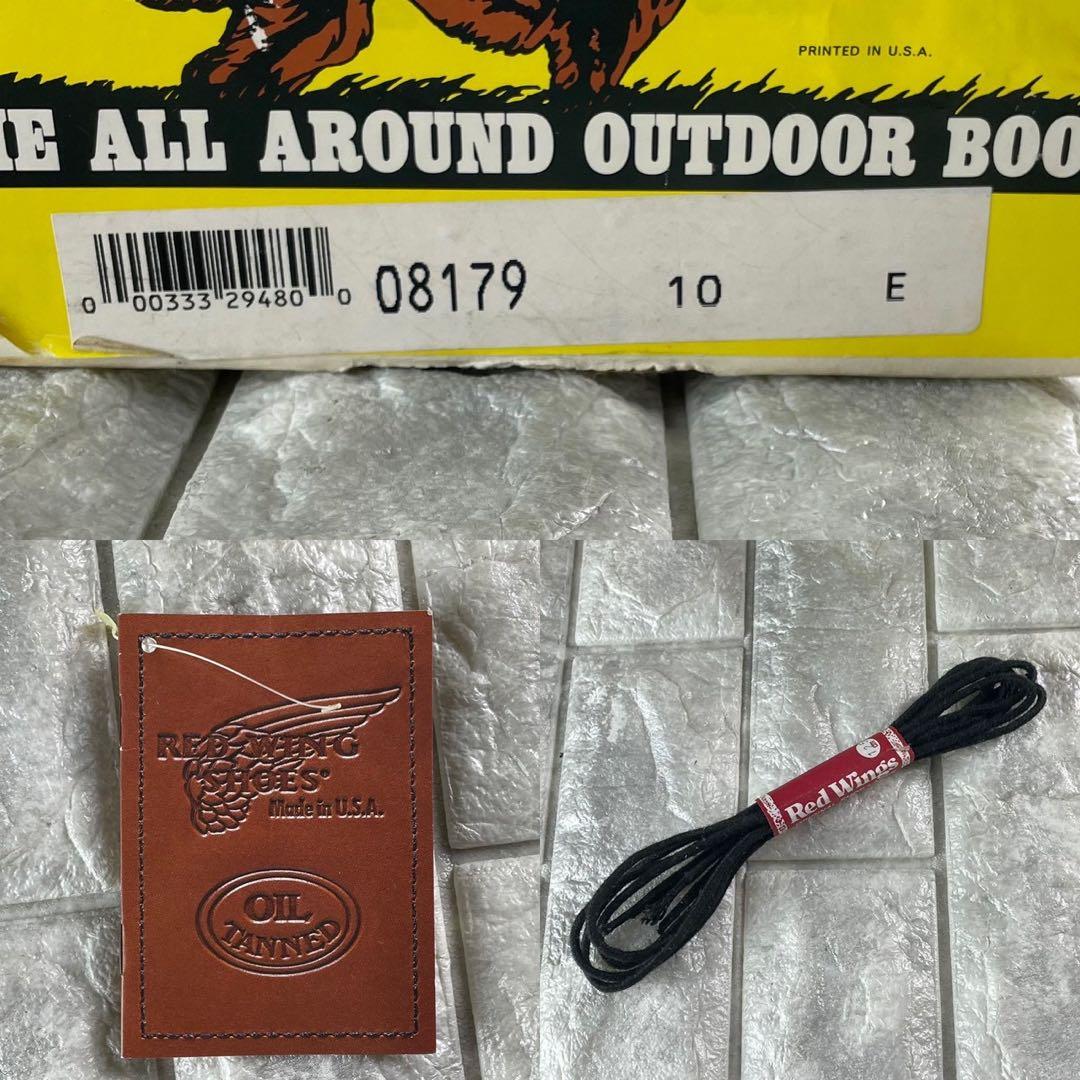 PRINTED IN U.S.A.
HE ALL AROUND OUTDOOR BOO
0 00333 29480 0 08179 10 E
RED WING
SHOES®
Made in U.S.A.
OIL
TANNED
Red Wings